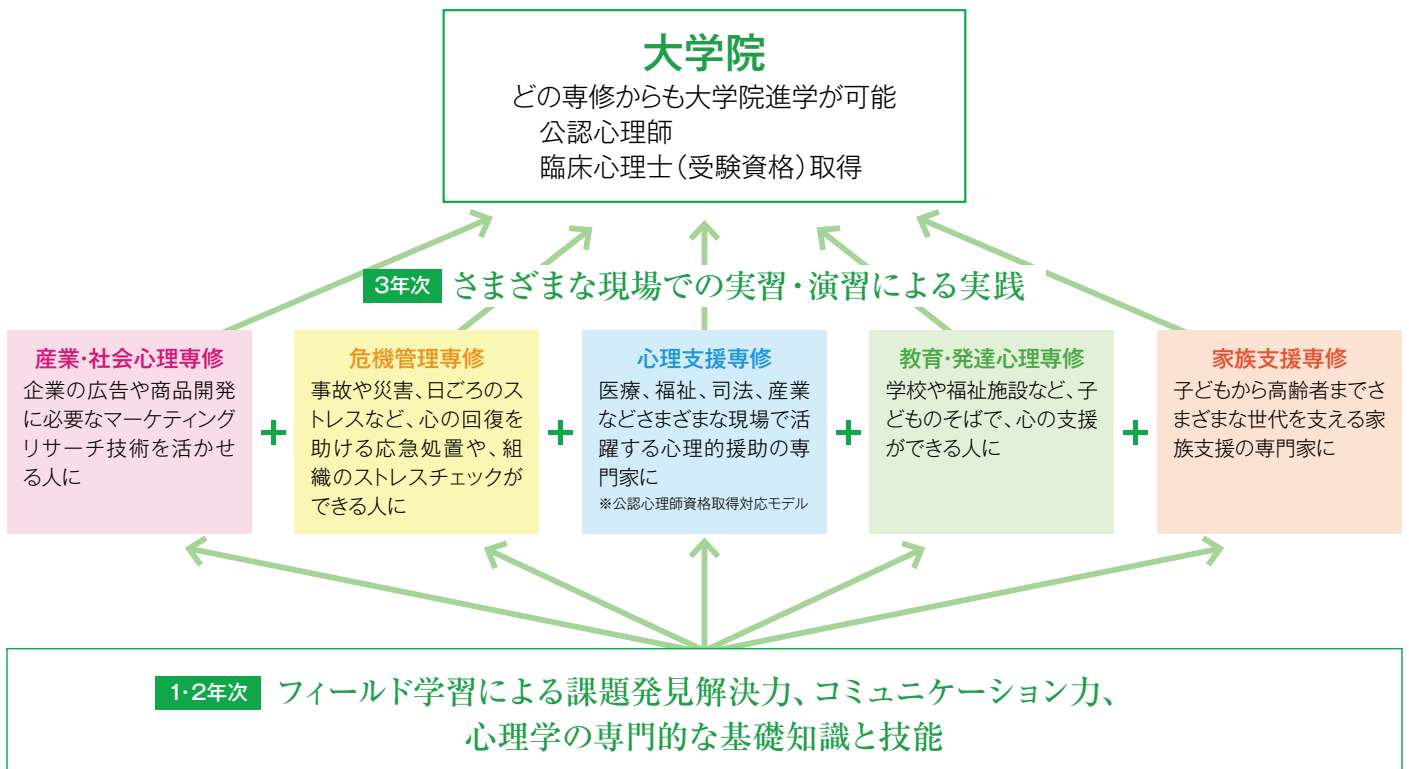 大学院
どの専修からも大学院進学が可能
公認心理師
臨床心理士(受験資格)取得
3年次 さまざまな現場での実習・演習による実践
産業・社会心理専修
企業の広告や商品開発
に必要なマーケティング
リサーチ技術を活かせ
る人に
+
危機管理専修
事故や災害、日ごろのス
トレスなど、心の回復を
助ける応急処置や、組
織のストレスチェックが
できる人に
+
心理支援専修
医療、福祉、司法、産業
などさまざまな現場で活
躍する心理的援助の専
門家に
※公認心理師資格取得対応モデル
+
教育・発達心理専修
学校や福祉施設など、子
どものそばで、心の支援
ができる人に
+
家族支援専修
子どもから高齢者までさ
まざまな世代を支える家
族支援の専門家に
1・2年次 フィールド学習による課題発見解決力、コミュニケーション力、
心理学の専門的な基礎知識と技能